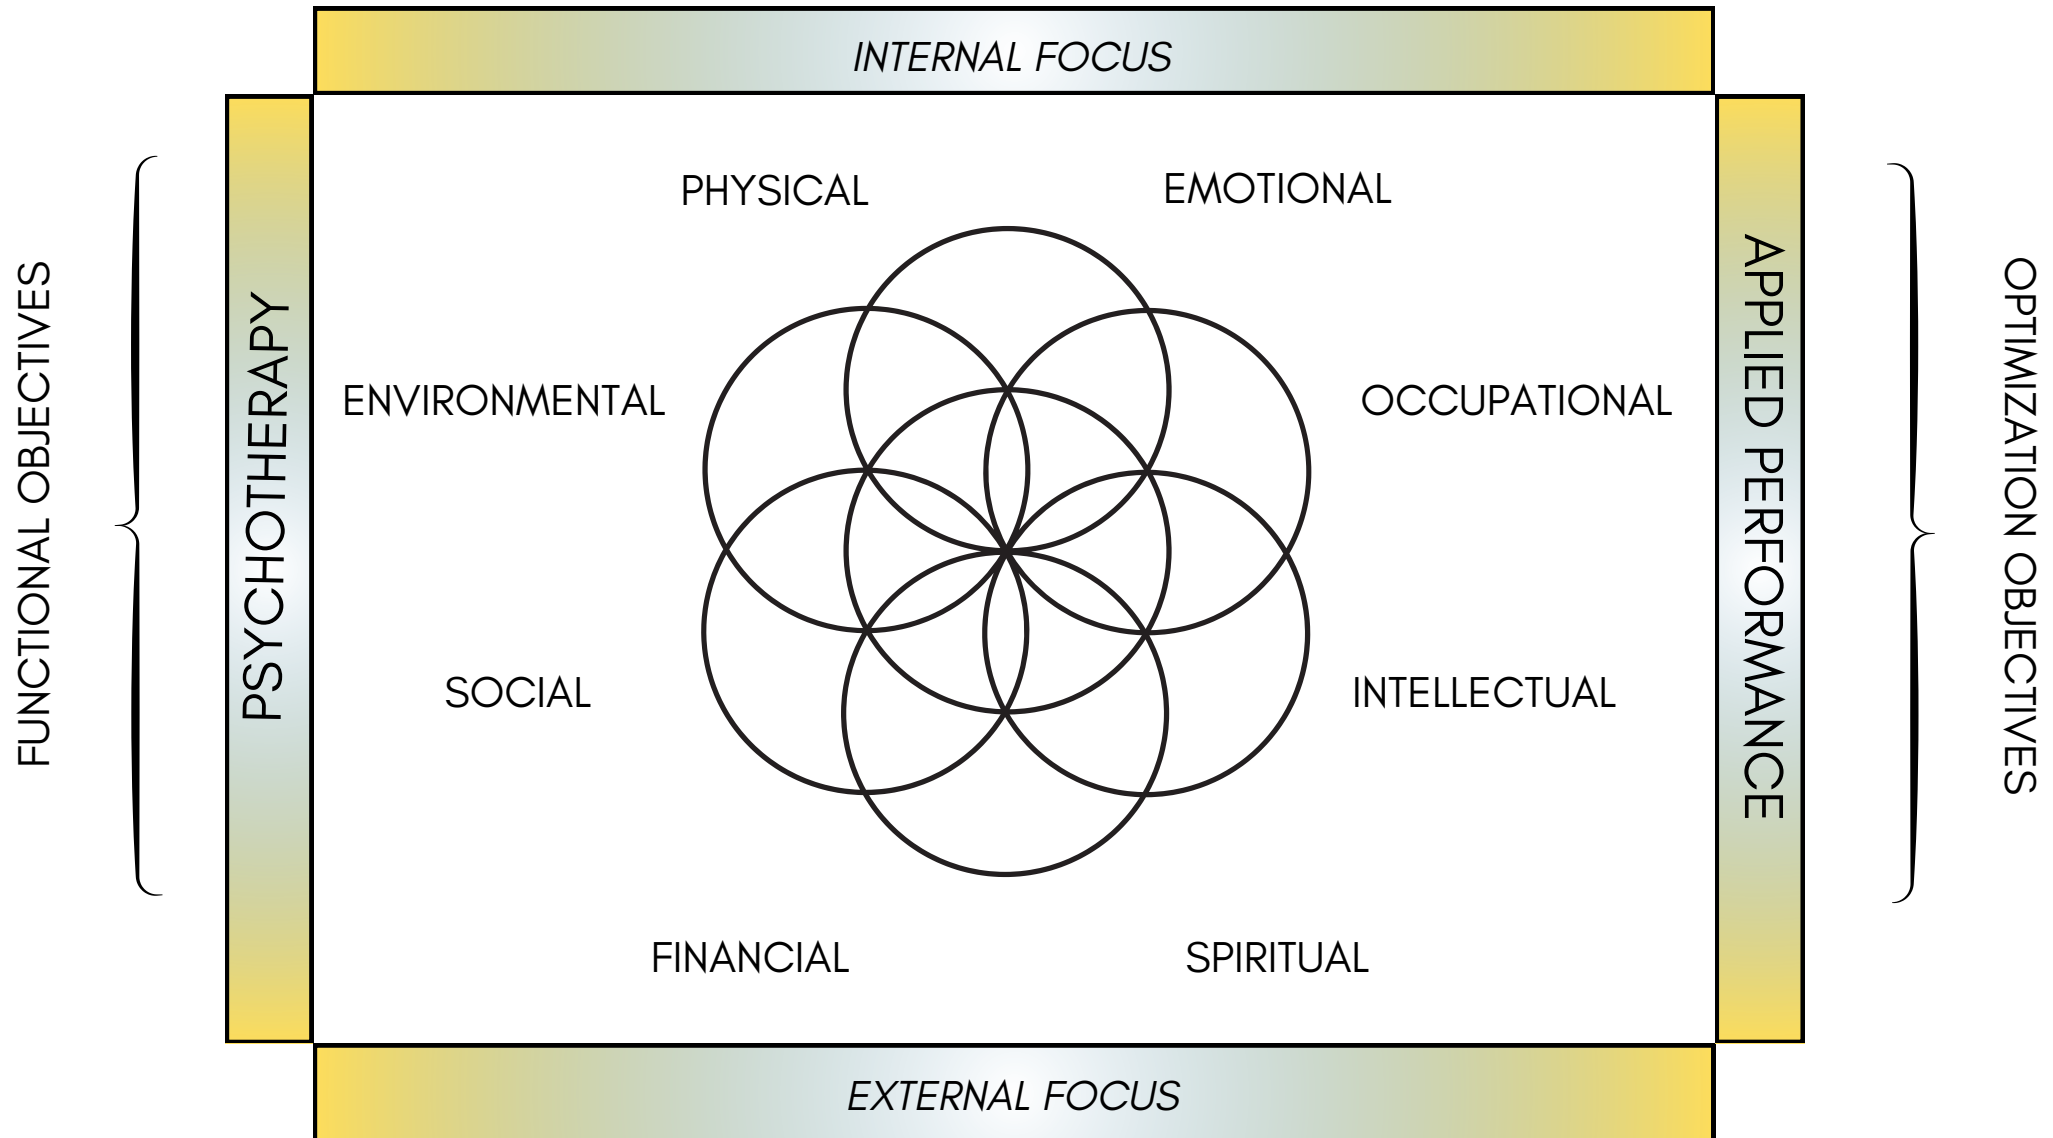 INTERNAL FOCUS
PHYSICAL
EMOTIONAL
FUNCTIONAL OBJECTIVES
PSYCHOTHERAPY
ENVIRONMENTAL
OCCUPATIONAL
APPLIED PERFORMANCE
OPTIMIZATION OBJECTIVES
SOCIAL
INTELLECTUAL
FINANCIAL
SPIRITUAL
EXTERNAL FOCUS